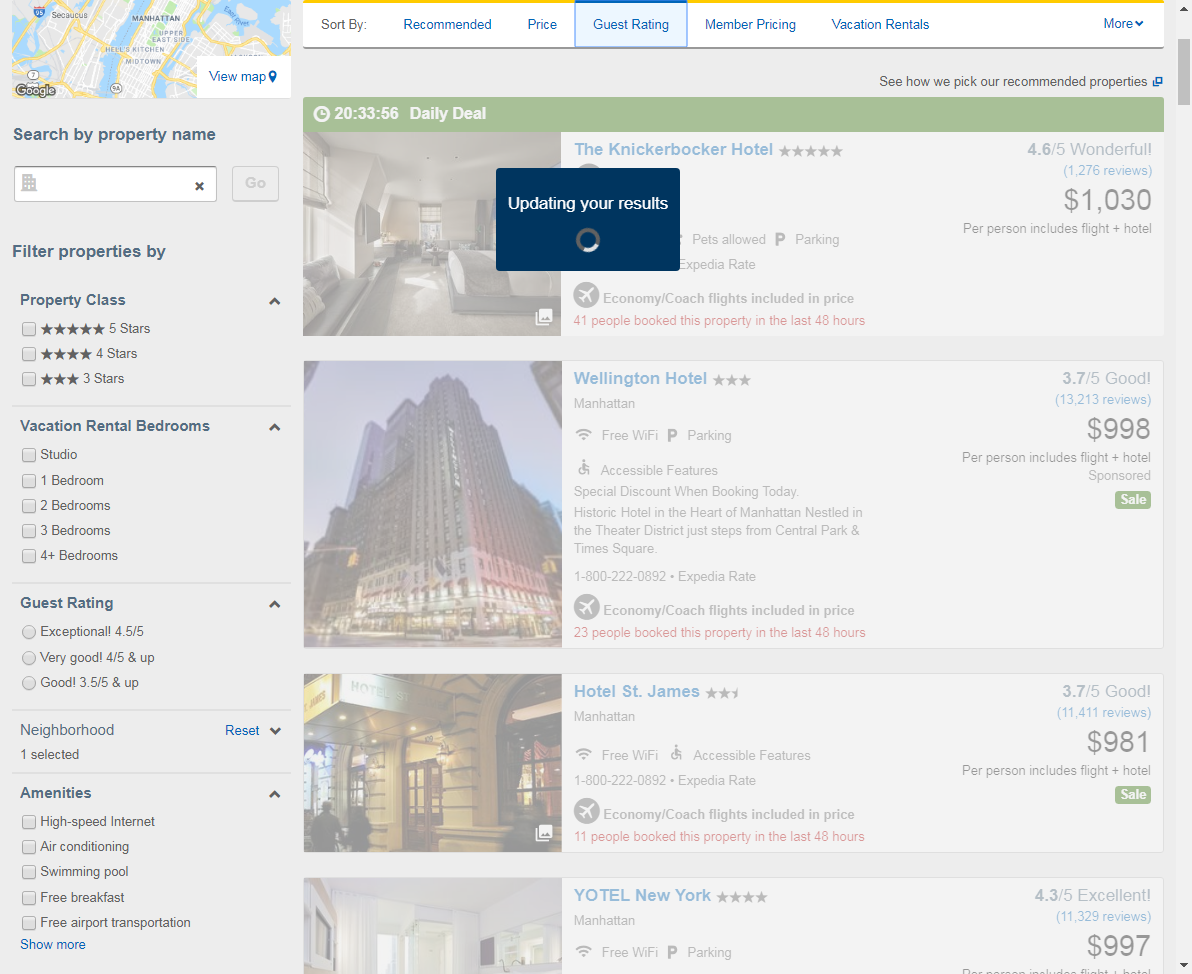 95
Secaucus
MANHATTAN
East River
UPPER
EAST SIDE
HELL'S KITCHEN
MIDTOWN
7
9A
Google
View map
Sort By:
Recommended
Price
Guest Rating
Member Pricing
Vacation Rentals
More
See how we pick our recommended properties
Search by property name
Go
Filter properties by
Property Class
5 Stars
4 Stars
3 Stars
Vacation Rental Bedrooms
Studio
1 Bedroom
2 Bedrooms
3 Bedrooms
4+ Bedrooms
Guest Rating
Exceptional! 4.5/5
Very good! 4/5 & up
Good! 3.5/5 & up
Neighborhood
Reset
1 selected
Amenities
High-speed Internet
Air conditioning
Swimming pool
Free breakfast
Free airport transportation
Show more
20:33:56 Daily Deal
The Knickerbocker Hotel
4.6/5 Wonderful!
(1,276 reviews)
$1,030
Per person includes flight + hotel
Updating your results
Pets allowed P Parking
Expedia Rate
Economy/Coach flights included in price
41 people booked this property in the last 48 hours
Wellington Hotel
Manhattan
Free WiFi P Parking
Accessible Features
Special Discount When Booking Today.
Historic Hotel in the Heart of Manhattan Nestled in
the Theater District just steps from Central Park &
Times Square.
1-800-222-0892 • Expedia Rate
Economy/Coach flights included in price
23 people booked this property in the last 48 hours
3.7/5 Good!
(13,213 reviews)
$998
Per person includes flight + hotel
Sponsored
Sale
HOTEL ST
Hotel St. James
Manhattan
Free WiFi Accessible Features
1-800-222-0892 • Expedia Rate
Economy/Coach flights included in price
11 people booked this property in the last 48 hours
3.7/5 Good!
(11,411 reviews)
$981
Per person includes flight + hotel
Sale
YOTEL New York
Manhattan
Free WiFi P Parking
4.3/5 Excellent!
(11,329 reviews)
$997
Per person includes flight + hotel